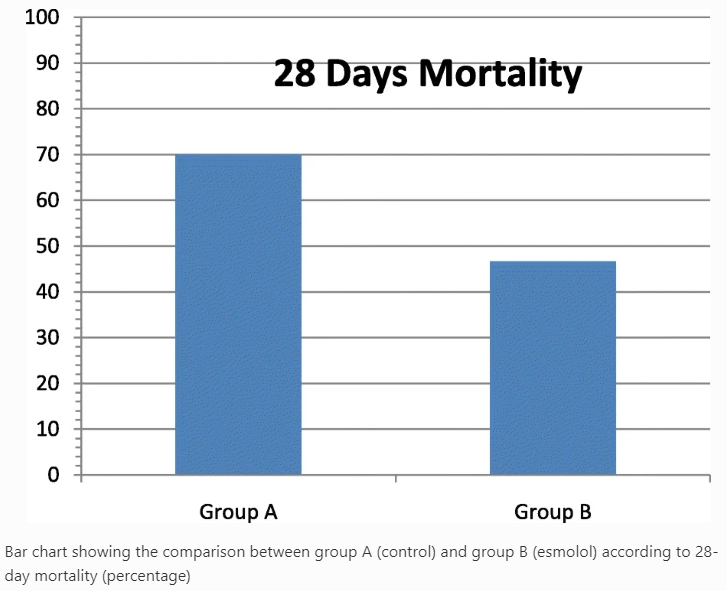 28 Days Mortality
100
90
80
70
60
50
40
30
20
10
0
Group A
Group B
Bar chart showing the comparison between group A (control) and group B (esmolol) according to 28-
day mortality (percentage)